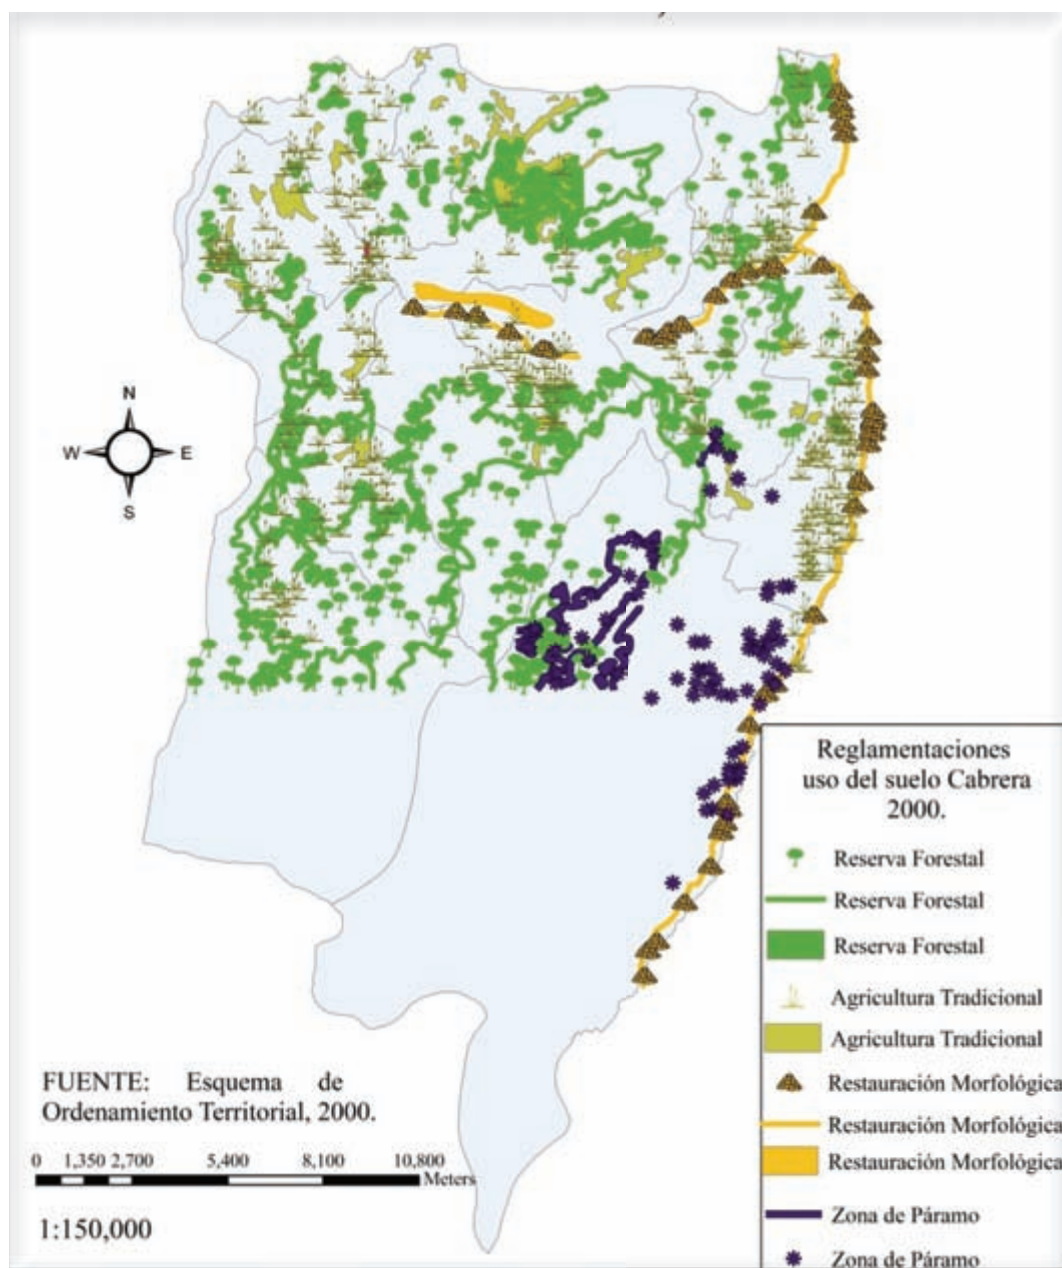 N
W E
S
Reglamentaciones
uso del suelo Cabrera
2000.
Reserva Forestal
Reserva Forestal
Reserva Forestal
Agricultura Tradicional
Agricultura Tradicional
Restauración Morfológica
Restauración Morfológica
Restauración Morfológica
Zona de Páramo
Zona de Páramo
FUENTE: Esquema de
Ordenamiento Territorial, 2000.
0 1,350 2,700 5,400 8,100 10,800
Meters
1:150,000